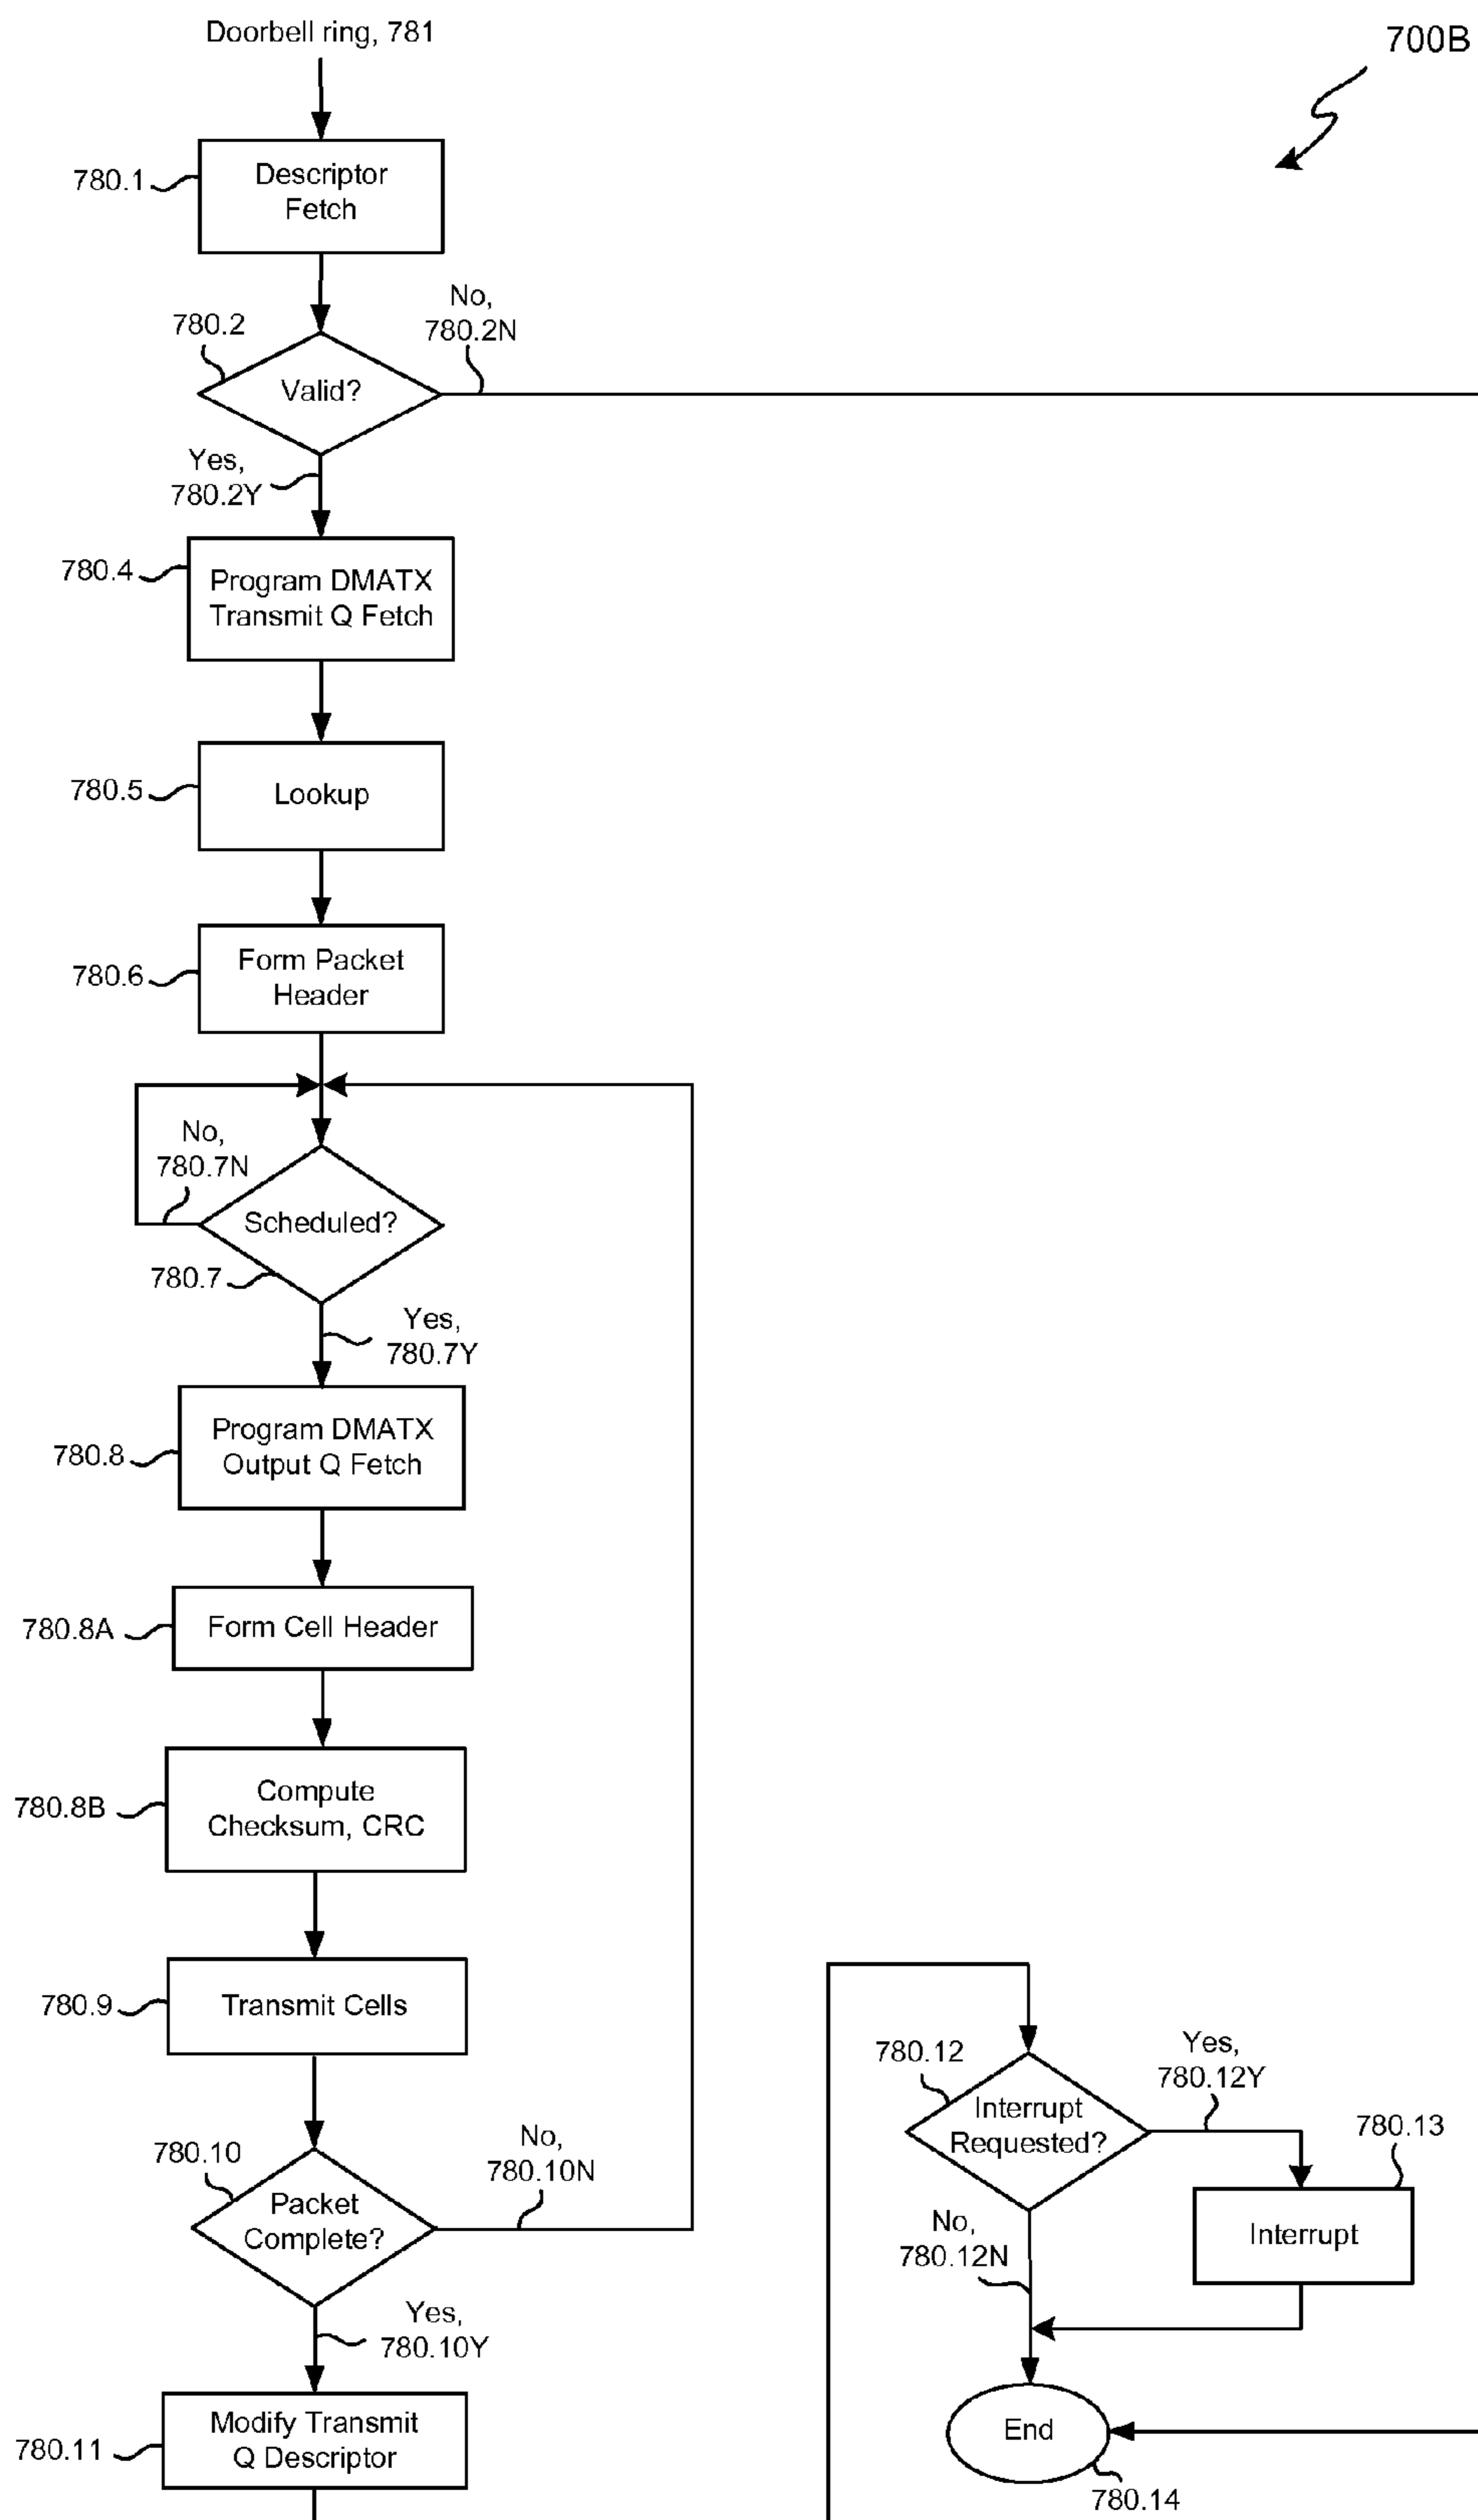 Doorbell ring, 781
700B
780.1
Descriptor
Fetch
No,
780.2N
780.2
Valid?
Yes,
780.2Y
780.4
Program DMATX
Transmit Q Fetch
780.5
Lookup
780.6
Form Packet
Header
No,
780.7N
Scheduled?
780.7
Yes,
780.7Y
780.8
Program DMATX
Output Q Fetch
780.8A
Form Cell Header
780.8B
Compute
Checksum, CRC
780.9
Transmit Cells
780.10
Packet
Complete?
No,
780.10N
Yes,
780.10Y
780.11
Modify Transmit
Q Descriptor
780.12
Interrupt
Requested?
Yes,
780.12Y
780.13
Interrupt
No,
780.12N
End
780.14